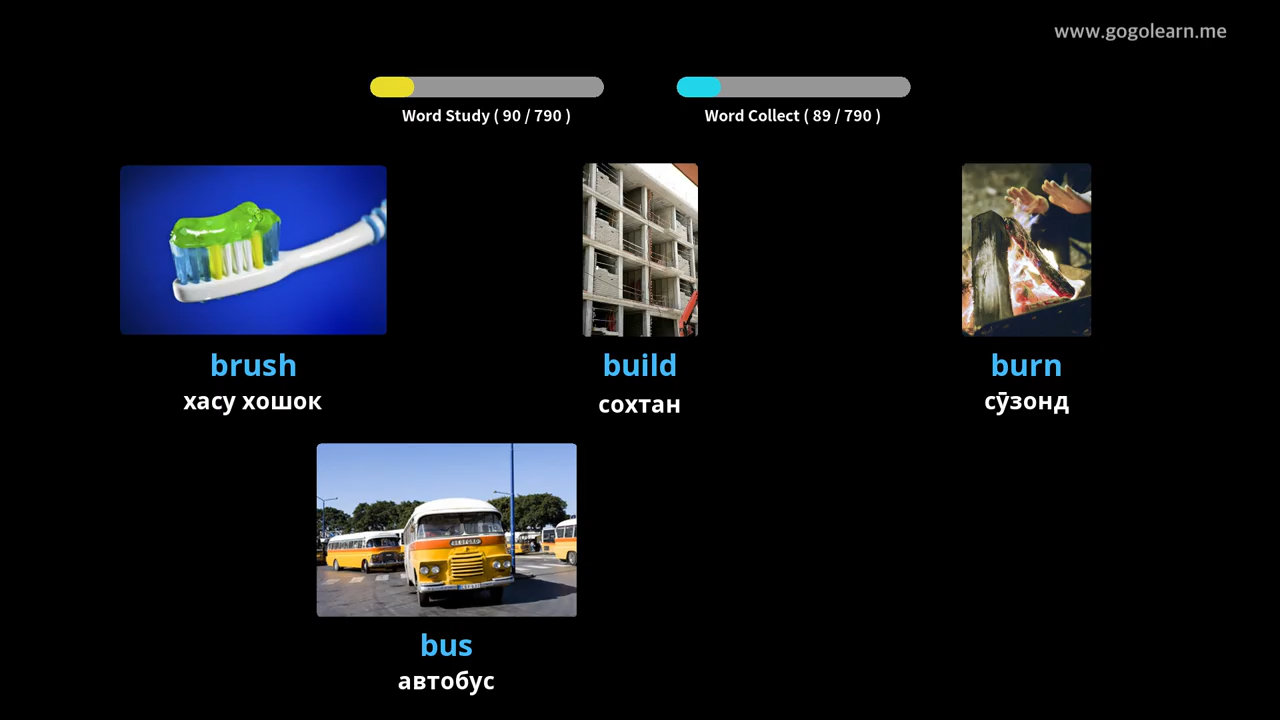 www.gogolearn.me
Word Study ( 90 / 790 )
Word Collect ( 89 / 790 )
brush
хасу хошок
build
сохтан
burn
сӯзонд
bus
автобус
BEDFORD